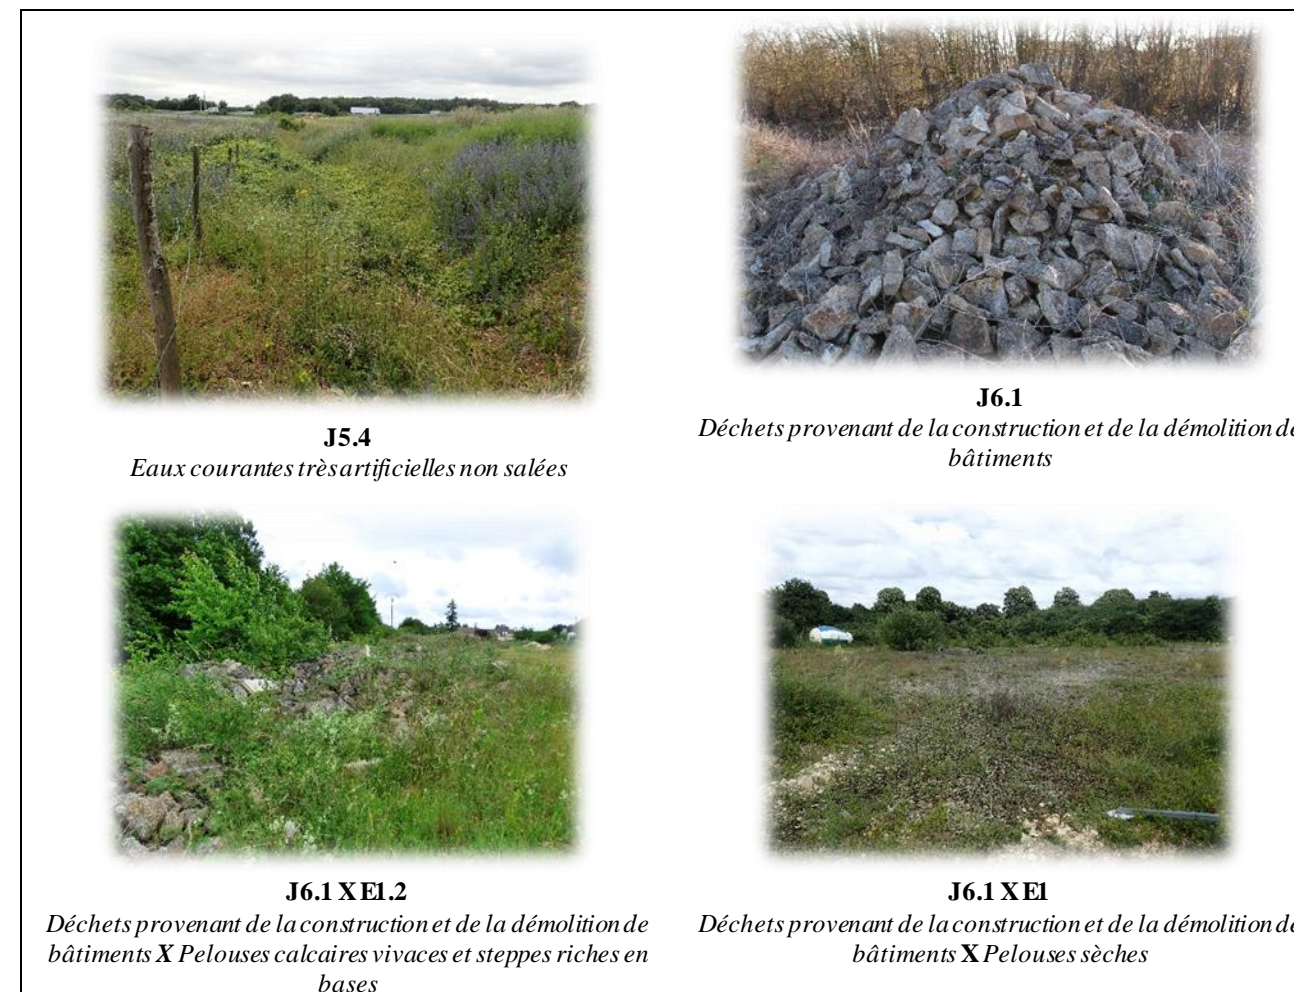 J5.4
Eaux courantes très artificielles non salées
J6.1
Déchets provenant de la construction et de la démolition de
bâtiments
J6.1 X E1.2
Déchets provenant de la construction et de la démolition de
bâtiments X Pelouses calcaires vivaces et steppes riches en
bases
J6.1 X E1
Déchets provenant de la construction et de la démolition de
bâtiments X Pelouses sèches